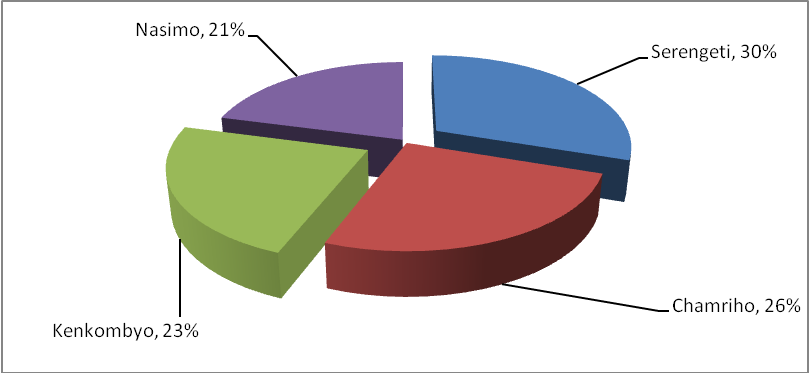 Nasimo, 21%
Serengeti, 30%
Chamriho, 26%
Kenkombyo, 23%